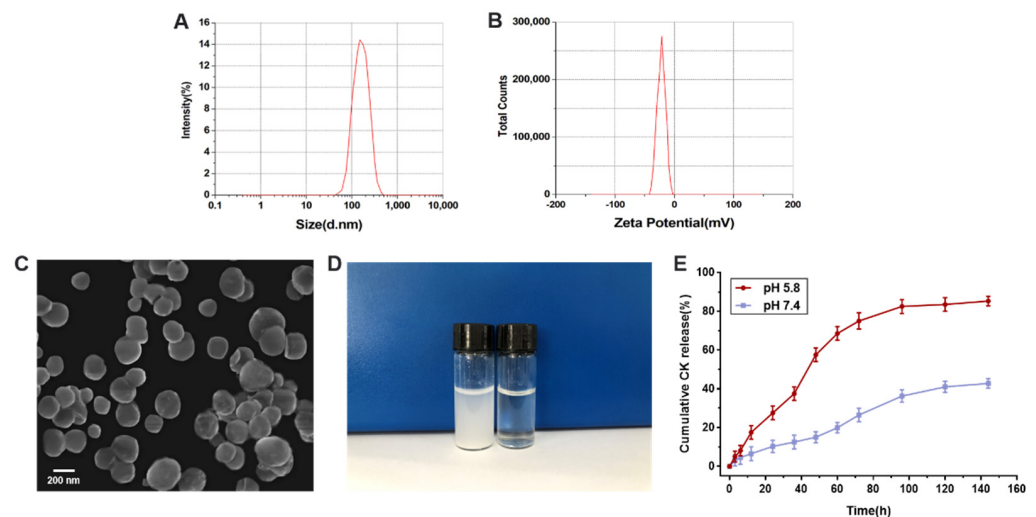 A
16
14
12
10
8
6
4
2
0
Intensity(%)
0.1 1 10 100 1,000 10,000
Size(d.nm)
B
300,000
200,000
100,000
0
Total Counts
-200 -100 0 100 200
Zeta Potential(mV)
C
200 nm
D
E
100
80
60
40
20
0
Cumulative CK release(%)
pH 5.8
pH 7.4
0 20 40 60 80 100 120 140 160
Time(h)